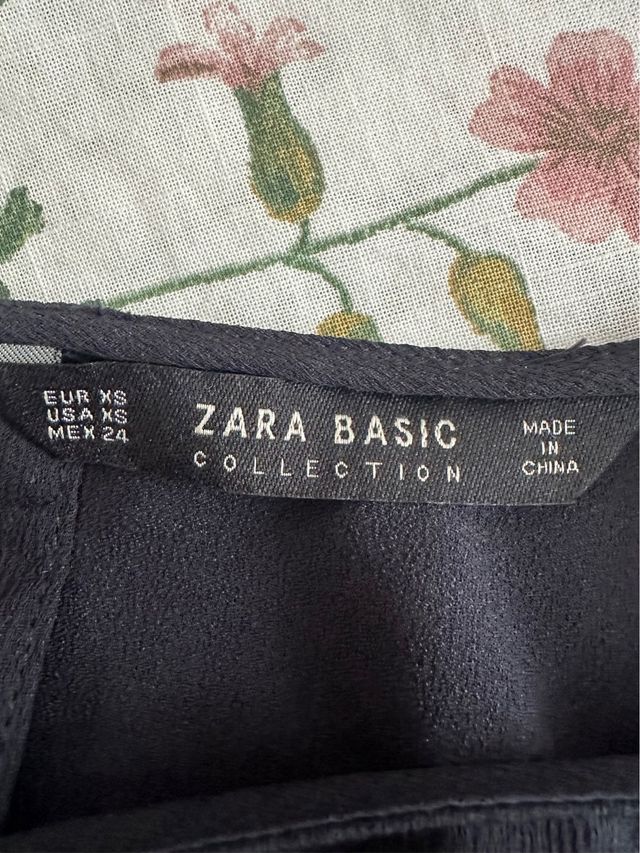 EUR XS
USA XS
MEX 24
ZARA BASIC
COLLECTION
MADE
IN
CHINA